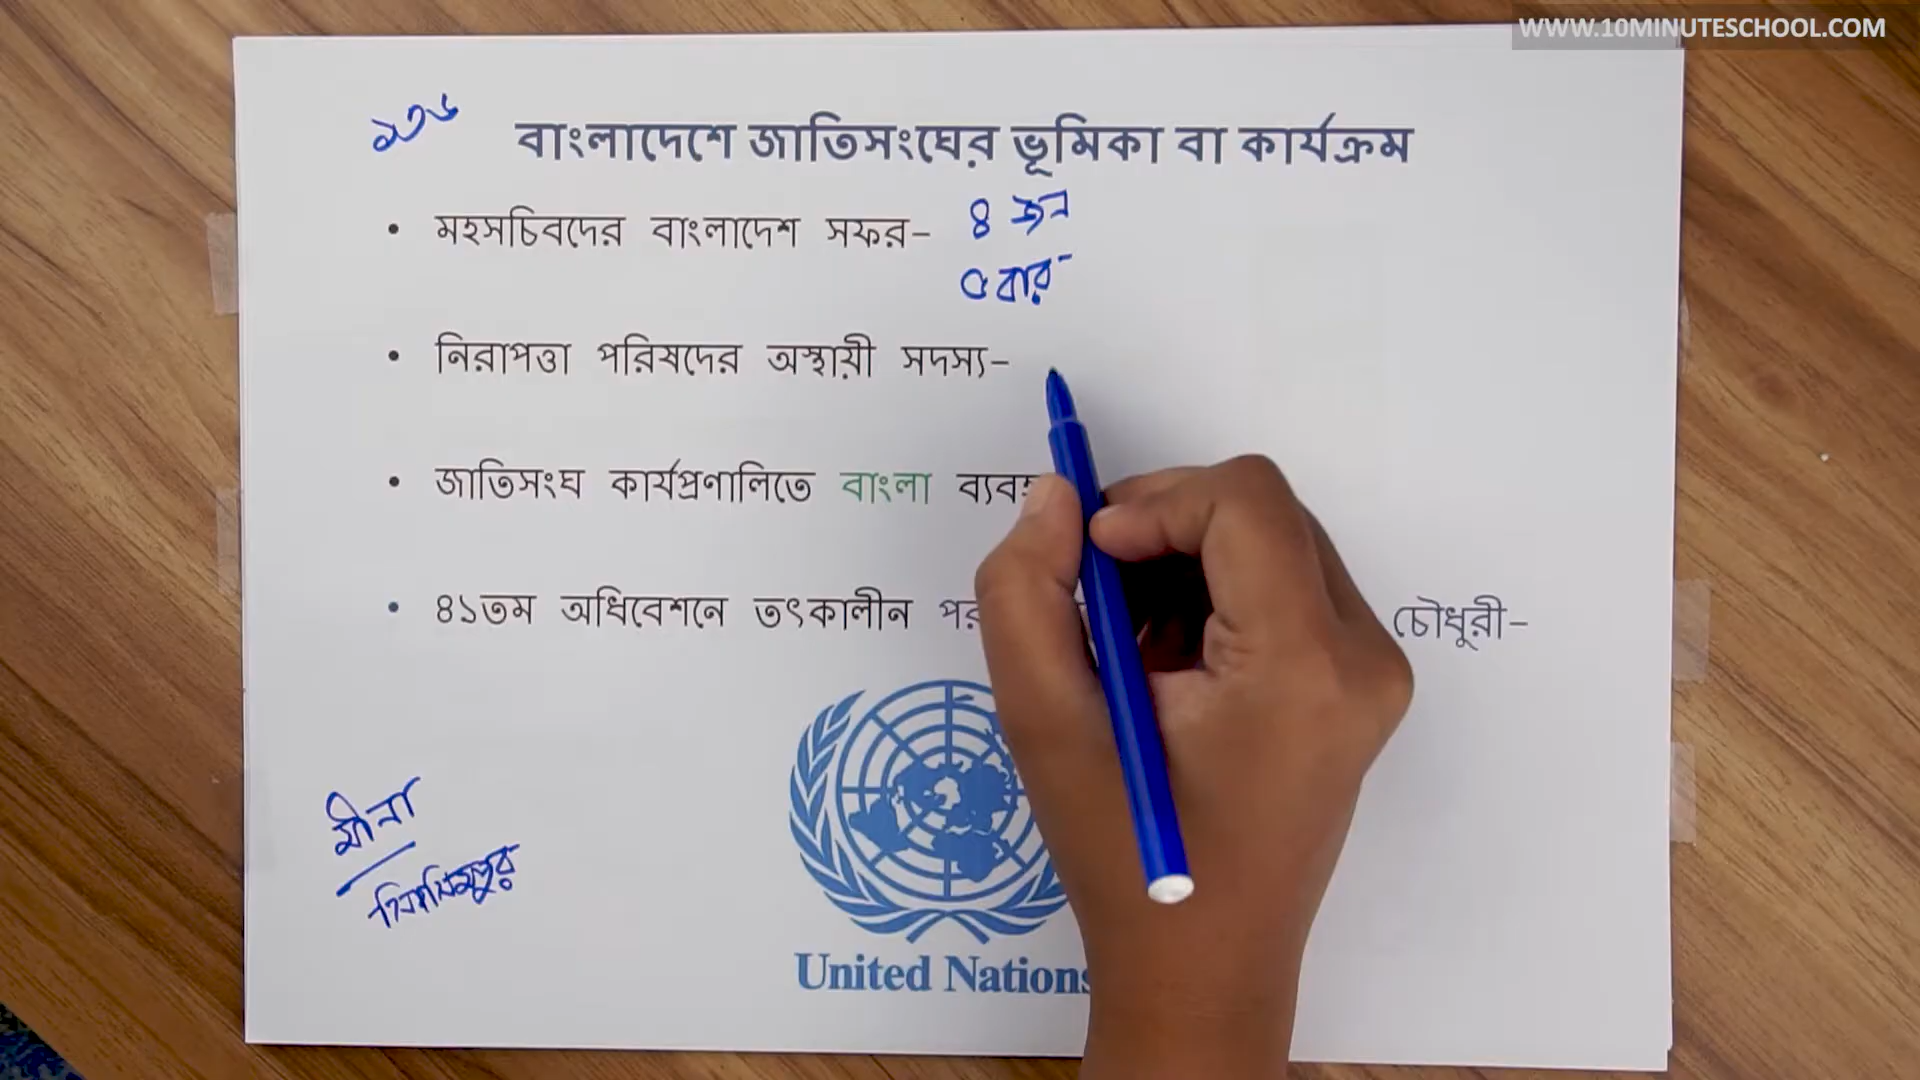 WWW.10MINUTESCHOOL.COM
১৩৬
বাংলাদেশে জাতিসংঘের ভূমিকা বা কার্যক্রম
• মহসচিবদের বাংলাদেশ সফর- ৪ জন
৫ বার
• নিরাপত্তা পরিষদের অস্থায়ী সদস্য-
• জাতিসংঘ কার্যপ্রণালিতে বাংলা
• ৪১তম অধিবেশনে তৎকালীন চৌধুরী-
মীনা
United Nations